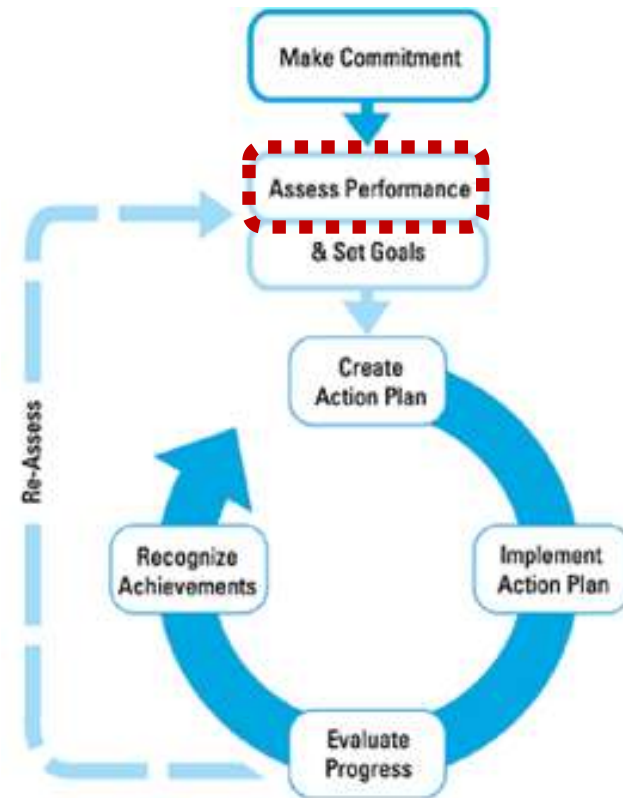 Make Commitment
Assess Performance
& Set Goals
Create
Action Plan
Re-Assess
Recognize
Achievements
Implement
Action Plan
Evaluate
Progress